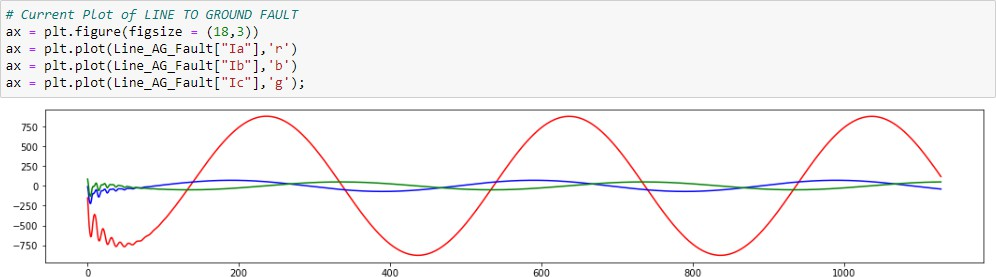 # Current Plot of LINE TO GROUND FAULT
ax = plt.figure(figsize = (18,3))
ax = plt.plot(Line_AG_Fault["Ia"],'r')
ax = plt.plot(Line_AG_Fault["Ib"],'b')
ax = plt.plot(Line_AG_Fault["Ic"],'g');
750
500
250
0
−250
−500
−750
0 200 400 600 800 1000